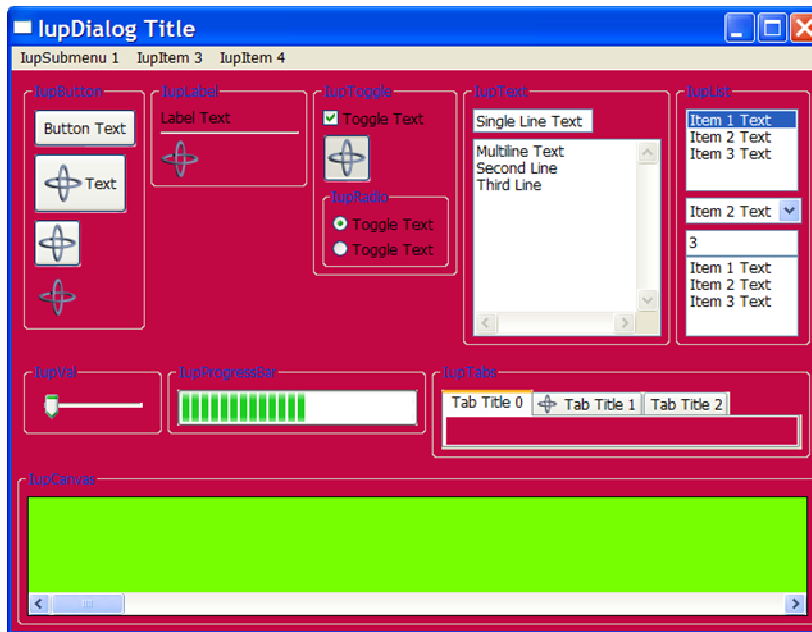 IupDialog Title
IupSubmenu 1 IupItem 3 IupItem 4
IupButton
Button Text
Text
IupLabel
Label Text
IupToggle
Toggle Text
IupRadio
Toggle Text
Toggle Text
IupText
Single Line Text
Multiline Text
Second Line
Third Line
IupList
Item 1 Text
Item 2 Text
Item 3 Text
Item 2 Text
3
Item 1 Text
Item 2 Text
Item 3 Text
IupVal
IupProgressBar
IupTabs
Tab Title 0 Tab Title 1 Tab Title 2
IupCanvas